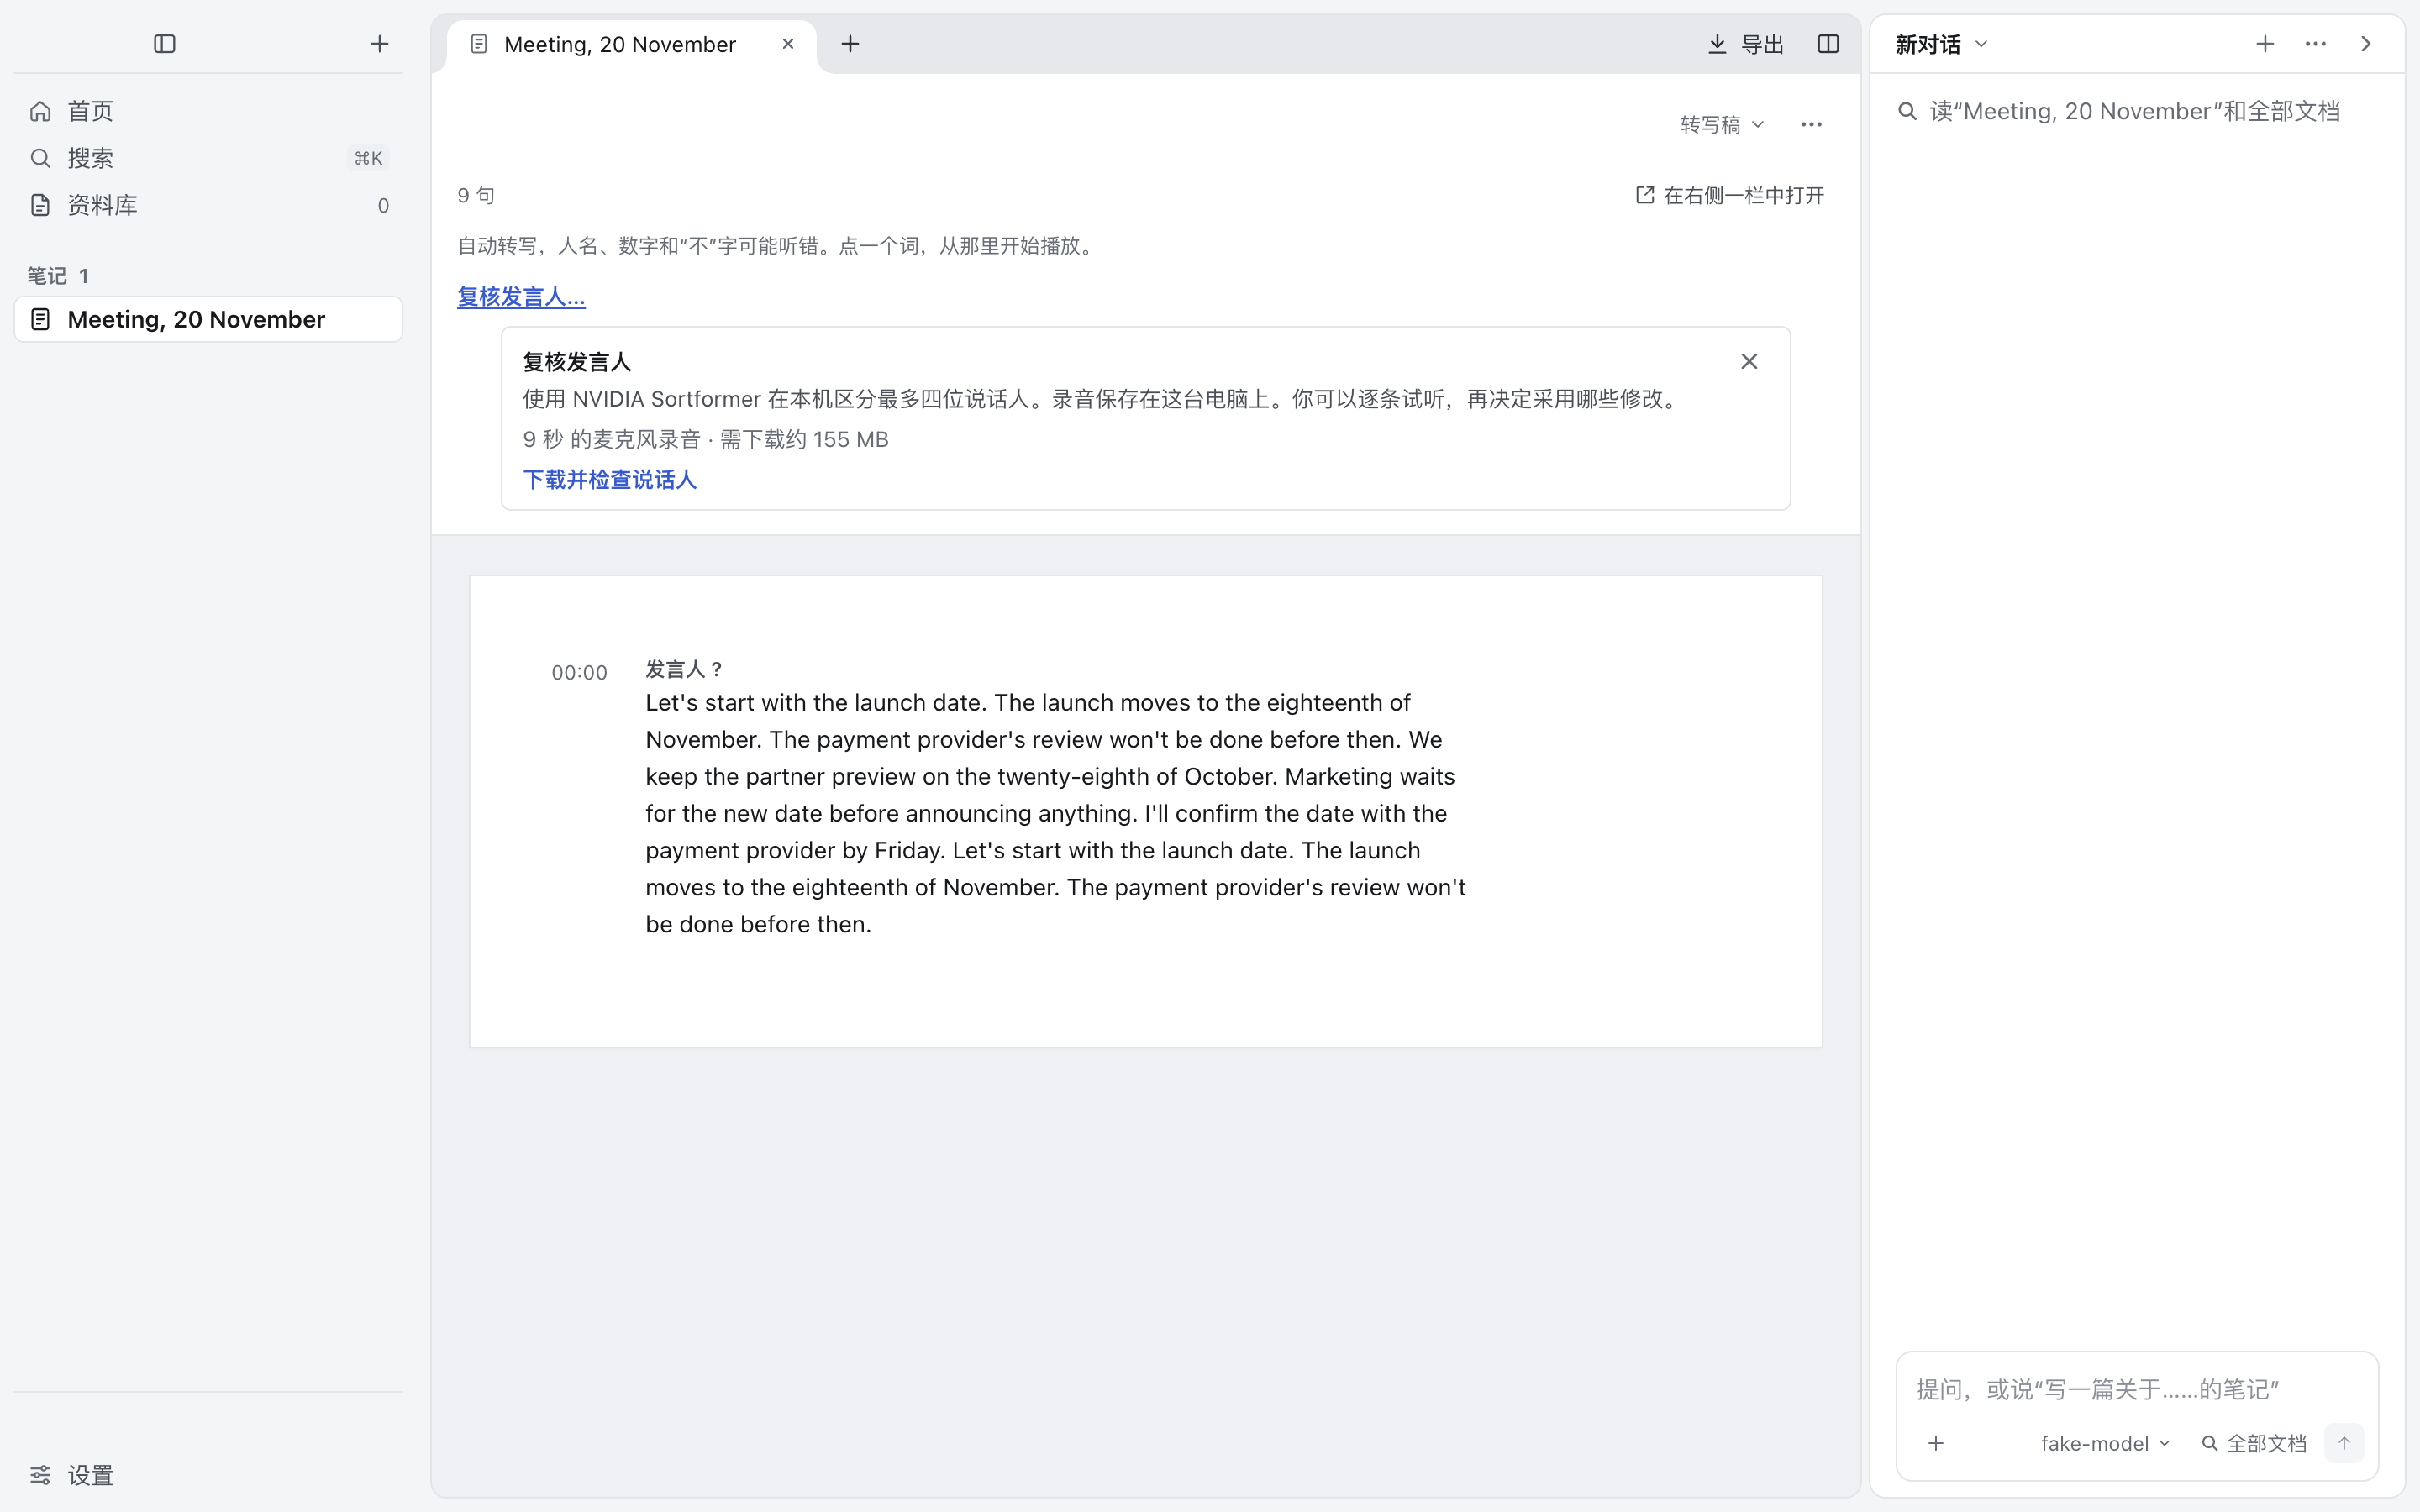 首页
搜索 ⌘K
资料库 0
笔记 1
Meeting, 20 November
设置
Meeting, 20 November
导出
转写稿
9 句
在右侧一栏中打开
自动转写，人名、数字和“不”字可能听错。点一个词，从那里开始播放。
复核发言人...
复核发言人
使用 NVIDIA Sortformer 在本机区分最多四位说话人。录音保存在这台电脑上。你可以逐条试听，再决定采用哪些修改。
9 秒 的麦克风录音 · 需下载约 155 MB
下载并检查说话人
00:00 发言人 ?
Let's start with the launch date. The launch moves to the eighteenth of
November. The payment provider's review won't be done before then. We
keep the partner preview on the twenty-eighth of October. Marketing waits
for the new date before announcing anything. I'll confirm the date with the
payment provider by Friday. Let's start with the launch date. The launch
moves to the eighteenth of November. The payment provider's review won't
be done before then.
新对话
读“Meeting, 20 November”和全部文档
提问，或说“写一篇关于……的笔记”
fake-model 全部文档